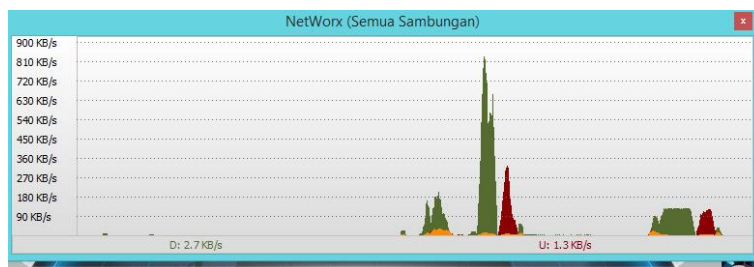 NetWorx (Semua Sambungan)
x
900 KB/s
810 KB/s
720 KB/s
630 KB/s
540 KB/s
450 KB/s
360 KB/s
270 KB/s
180 KB/s
90 KB/s
D: 2.7 KB/s U: 1.3 KB/s